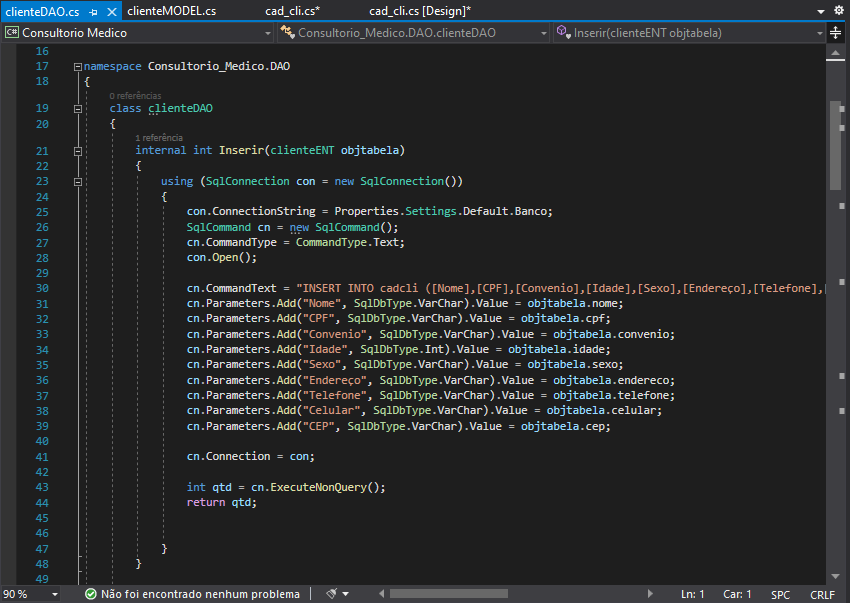 clienteDAO.cs
clienteMODEL.cs
cad_cli.cs*
cad_cli.cs [Design]*
C# Consultorio Medico
Consultorio_Medico.DAO.clienteDAO
Inserir(clienteENT objtabela)
16
17 namespace Consultorio_Medico.DAO
18 {
0 referências
19 class clienteDAO
20 {
1 referência
21 internal int Inserir(clienteENT objtabela)
22 {
23 using (SqlConnection con = new SqlConnection())
24 {
25 con.ConnectionString = Properties.Settings.Default.Banco;
26 SqlCommand cn = new SqlCommand();
27 cn.CommandType = CommandType.Text;
28 con.Open();
29
30 cn.CommandText = "INSERT INTO cadcli ([Nome],[CPF],[Convenio],[Idade],[Sexo],[Endereço],[Telefone],
31 cn.Parameters.Add("Nome", SqlDbType.VarChar).Value = objtabela.nome;
32 cn.Parameters.Add("CPF", SqlDbType.VarChar).Value = objtabela.cpf;
33 cn.Parameters.Add("Convenio", SqlDbType.VarChar).Value = objtabela.convenio;
34 cn.Parameters.Add("Idade", SqlDbType.Int).Value = objtabela.idade;
35 cn.Parameters.Add("Sexo", SqlDbType.VarChar).Value = objtabela.sexo;
36 cn.Parameters.Add("Endereço", SqlDbType.VarChar).Value = objtabela.endereco;
37 cn.Parameters.Add("Telefone", SqlDbType.VarChar).Value = objtabela.telefone;
38 cn.Parameters.Add("Celular", SqlDbType.VarChar).Value = objtabela.celular;
39 cn.Parameters.Add("CEP", SqlDbType.VarChar).Value = objtabela.cep;
40
41 cn.Connection = con;
42
43 int qtd = cn.ExecuteNonQuery();
44 return qtd;
45
46
47 }
48 }
49
90 %
Não foi encontrado nenhum problema
Ln: 1
Car: 1
SPC
CRLF